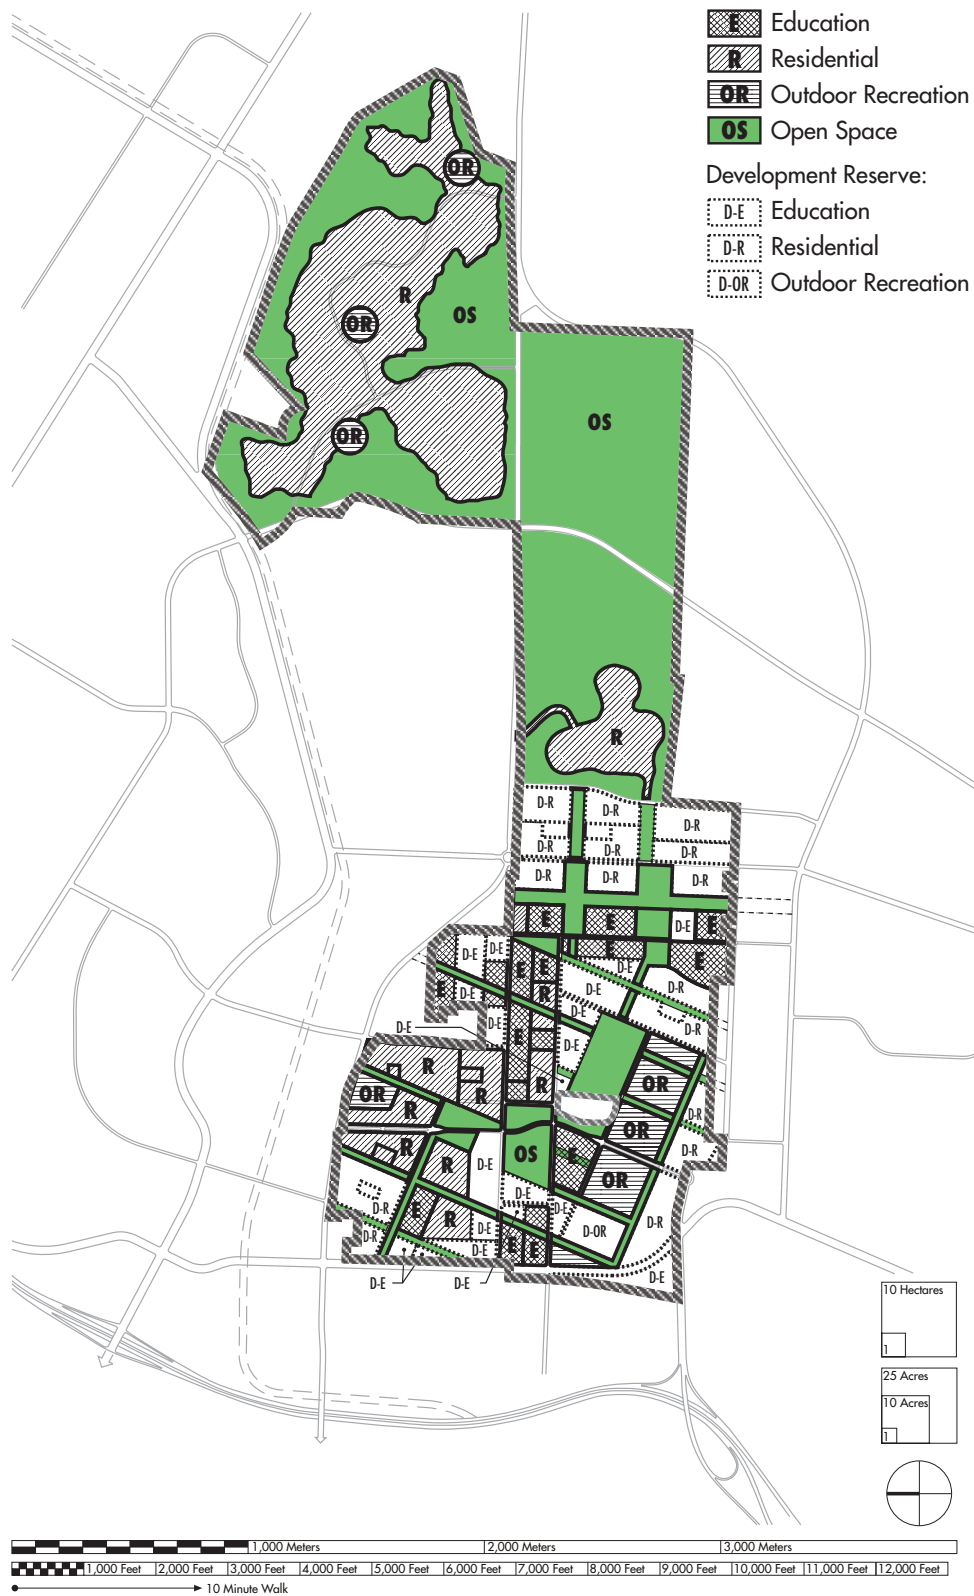 E Education
R Residential
OR Outdoor Recreation
OS Open Space
Development Reserve:
D-E Education
D-R Residential
D-OR Outdoor Recreation
OR
R
OS
OR
OS
OR
R
D-R
D-R
D-R
D-R
D-R
D-R
D-R
D-R
D-R
E
E
D-E
E
E
D-E
D-E
E
E
D-E
E
D-R
E
D-E
D-E
R
D-E
D-R
D-E
D-E
E
D-E
R
OR
OR
R
R
R
D-R
OR
R
D-R
R
D-E
OS
E
OR
D-R
D-E
D-E
D-R
E
R
D-E
D-OR
D-R
D-E
E
E
D-E
D-E
D-E
10 Hectares
1
25 Acres
10 Acres
1
1,000 Meters
2,000 Meters
3,000 Meters
1,000 Feet
2,000 Feet
3,000 Feet
4,000 Feet
5,000 Feet
6,000 Feet
7,000 Feet
8,000 Feet
9,000 Feet
10,000 Feet
11,000 Feet
12,000 Feet
10 Minute Walk